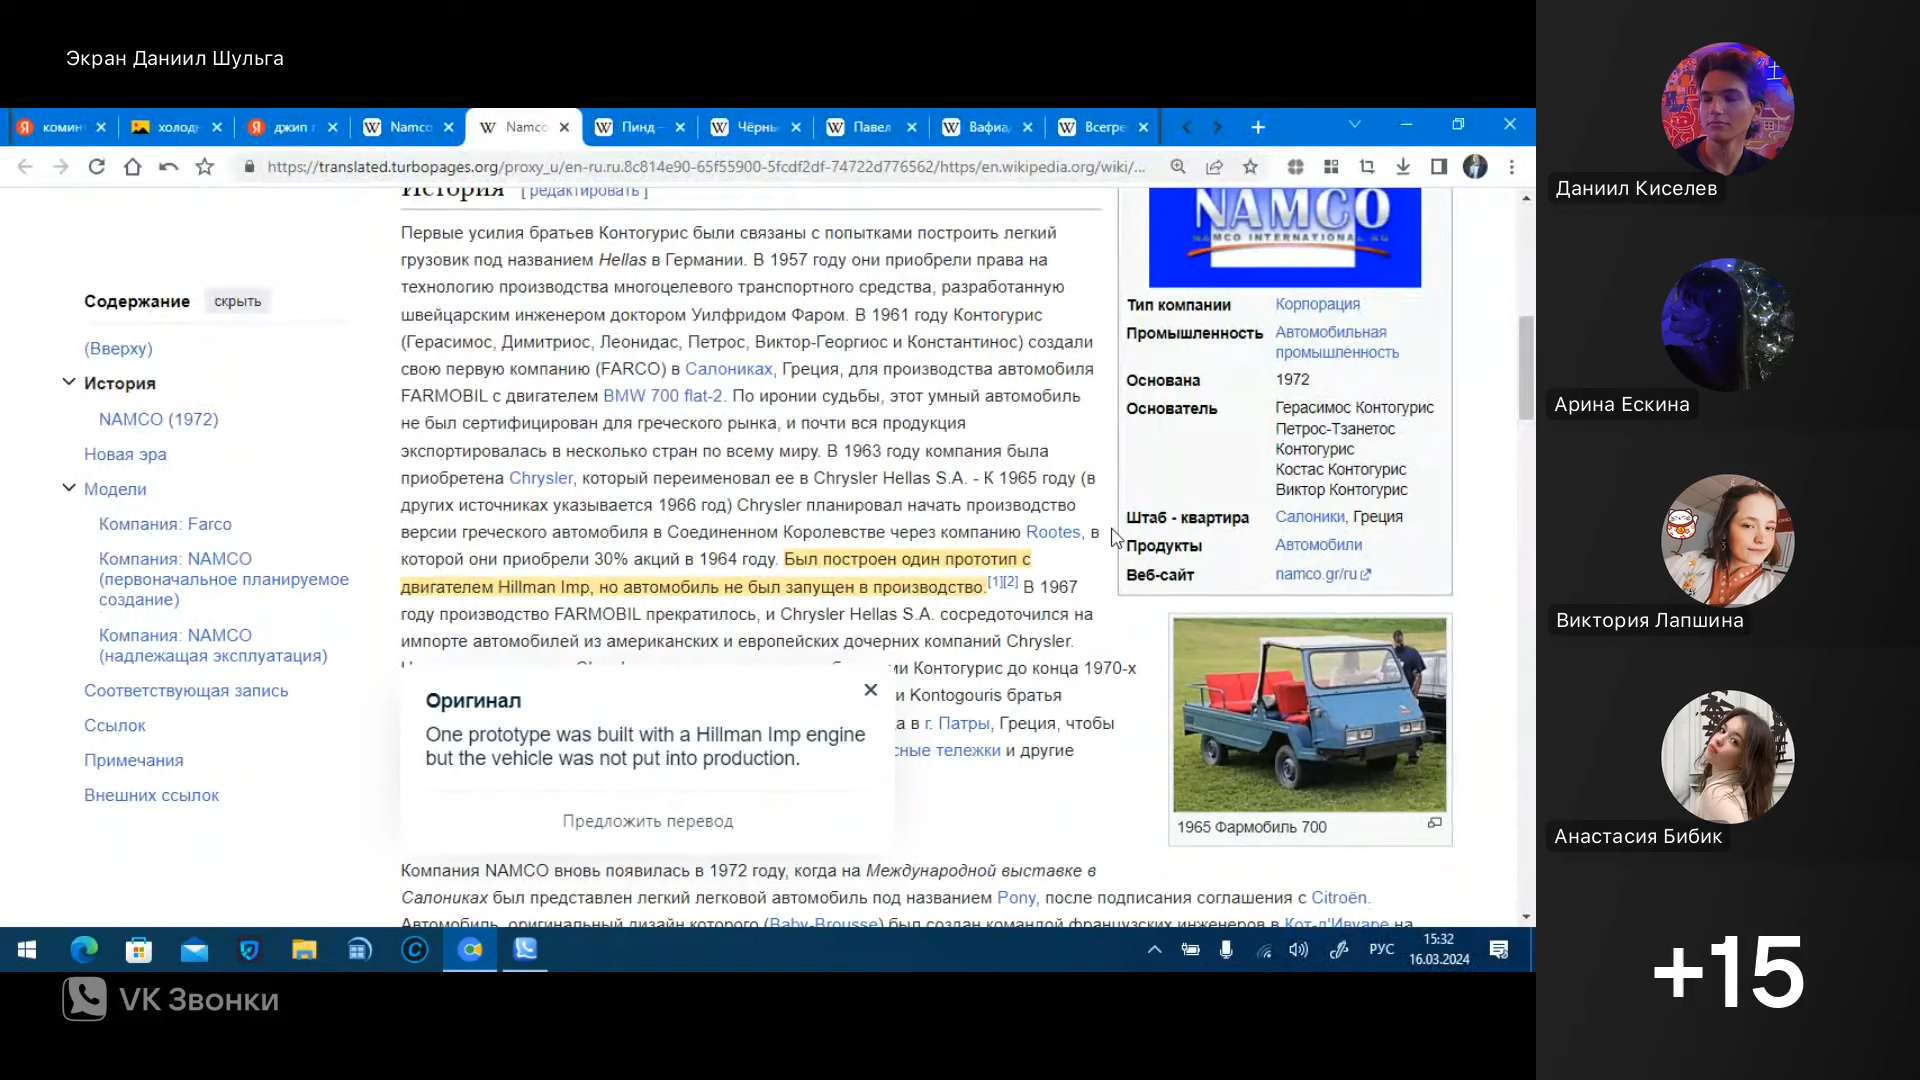 Экран Даниил Шульга
комин
холод
джип
Namco
Namco
Пинд –
Чёрны
Павел
Вафиа
Всегре
https://translated.turbopages.org/proxy_u/en-ru.ru.8c814e90-65f55900-5fcdf2df-74722d776562/https/en.wikipedia.org/wiki/...
Содержание скрыть
(Вверху)
История
NAMCO (1972)
Новая эра
Модели
Компания: Farco
Компания: NAMCO
(первоначальное планируемое
создание)
Компания: NAMCO
(надлежащая эксплуатация)
Соответствующая запись
Ссылок
Примечания
Внешних ссылок
История [ редактировать ]
Первые усилия братьев Контогурис были связаны с попытками построить легкий
грузовик под названием Hellas в Германии. В 1957 году они приобрели права на
технологию производства многоцелевого транспортного средства, разработанную
швейцарским инженером доктором Уилфридом Фаром. В 1961 году Контогурис
(Герасимос, Димитриос, Леонидас, Петрос, Виктор-Георгиос и Константинос) создали
свою первую компанию (FARCO) в Салониках, Греция, для производства автомобиля
FARMOBIL с двигателем BMW 700 flat-2. По иронии судьбы, этот умный автомобиль
не был сертифицирован для греческого рынка, и почти вся продукция
экспортировалась в несколько стран по всему миру. В 1963 году компания была
приобретена Chrysler, который переименовал ее в Chrysler Hellas S.A. - К 1965 году (в
других источниках указывается 1966 год) Chrysler планировал начать производство
версии греческого автомобиля в Соединенном Королевстве через компанию Rootes, в
которой они приобрели 30% акций в 1964 году. Был построен один прототип с
двигателем Hillman Imp, но автомобиль не был запущен в производство.[1][2] В 1967
году производство FARMOBIL прекратилось, и Chrysler Hellas S.A. сосредоточился на
импорте автомобилей из американских и европейских дочерних компаний Chrysler.
Контогурис до конца 1970-х
и Kontogouris братья
в г. Патры, Греция, чтобы
тележки и другие
Оригинал
One prototype was built with a Hillman Imp engine
but the vehicle was not put into production.
Предложить перевод
Компания NAMCO вновь появилась в 1972 году, когда на Международной выставке в
Салониках был представлен легкий легковой автомобиль под названием Pony, после подписания соглашения с Citroën.
Автомобиль, оригинальный дизайн которого (Baby-Brousse) был создан командой французских инженеров в Кот-д'Ивуаре на
NAMCO
NAMCO INTERNATIONAL
Тип компании Корпорация
Промышленность Автомобильная
промышленность
Основана 1972
Основатель Герасимос Контогурис
Петрос-Тзанетос
Контогурис
Костас Контогурис
Виктор Контогурис
Штаб - квартира Салоники, Греция
Продукты Автомобили
Веб-сайт namco.gr/ru
1965 Фармобиль 700
РУС
15:32
16.03.2024
VK Звонки
Даниил Киселев
Арина Ескина
Виктория Лапшина
Анастасия Бибик
+15